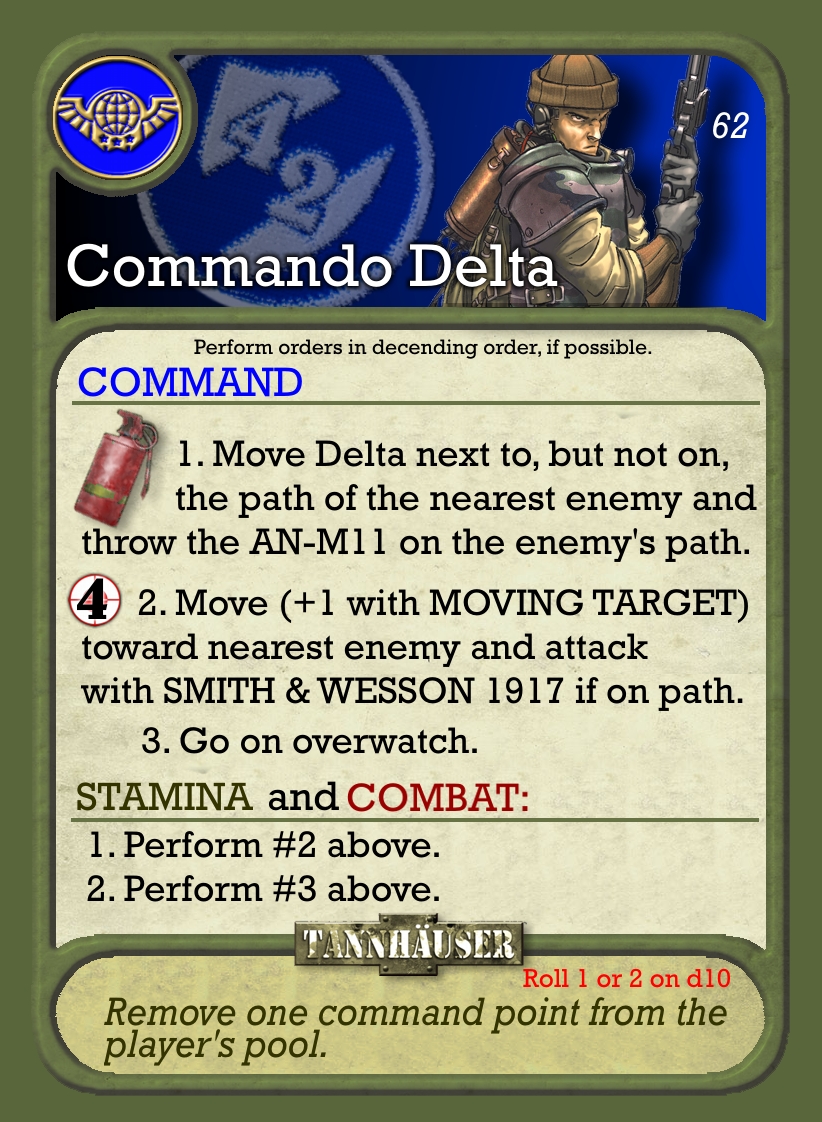 42
62
Commando Delta
Perform orders in decending order, if possible.
COMMAND
1. Move Delta next to, but not on,
the path of the nearest enemy and
throw the AN-M11 on the enemy's path.
4 2. Move (+1 with MOVING TARGET)
toward nearest enemy and attack
with SMITH & WESSON 1917 if on path.
3. Go on overwatch.
STAMINA and COMBAT:
1. Perform #2 above.
2. Perform #3 above.
TANNHÄUSER
Roll 1 or 2 on d10
Remove one command point from the
player's pool.